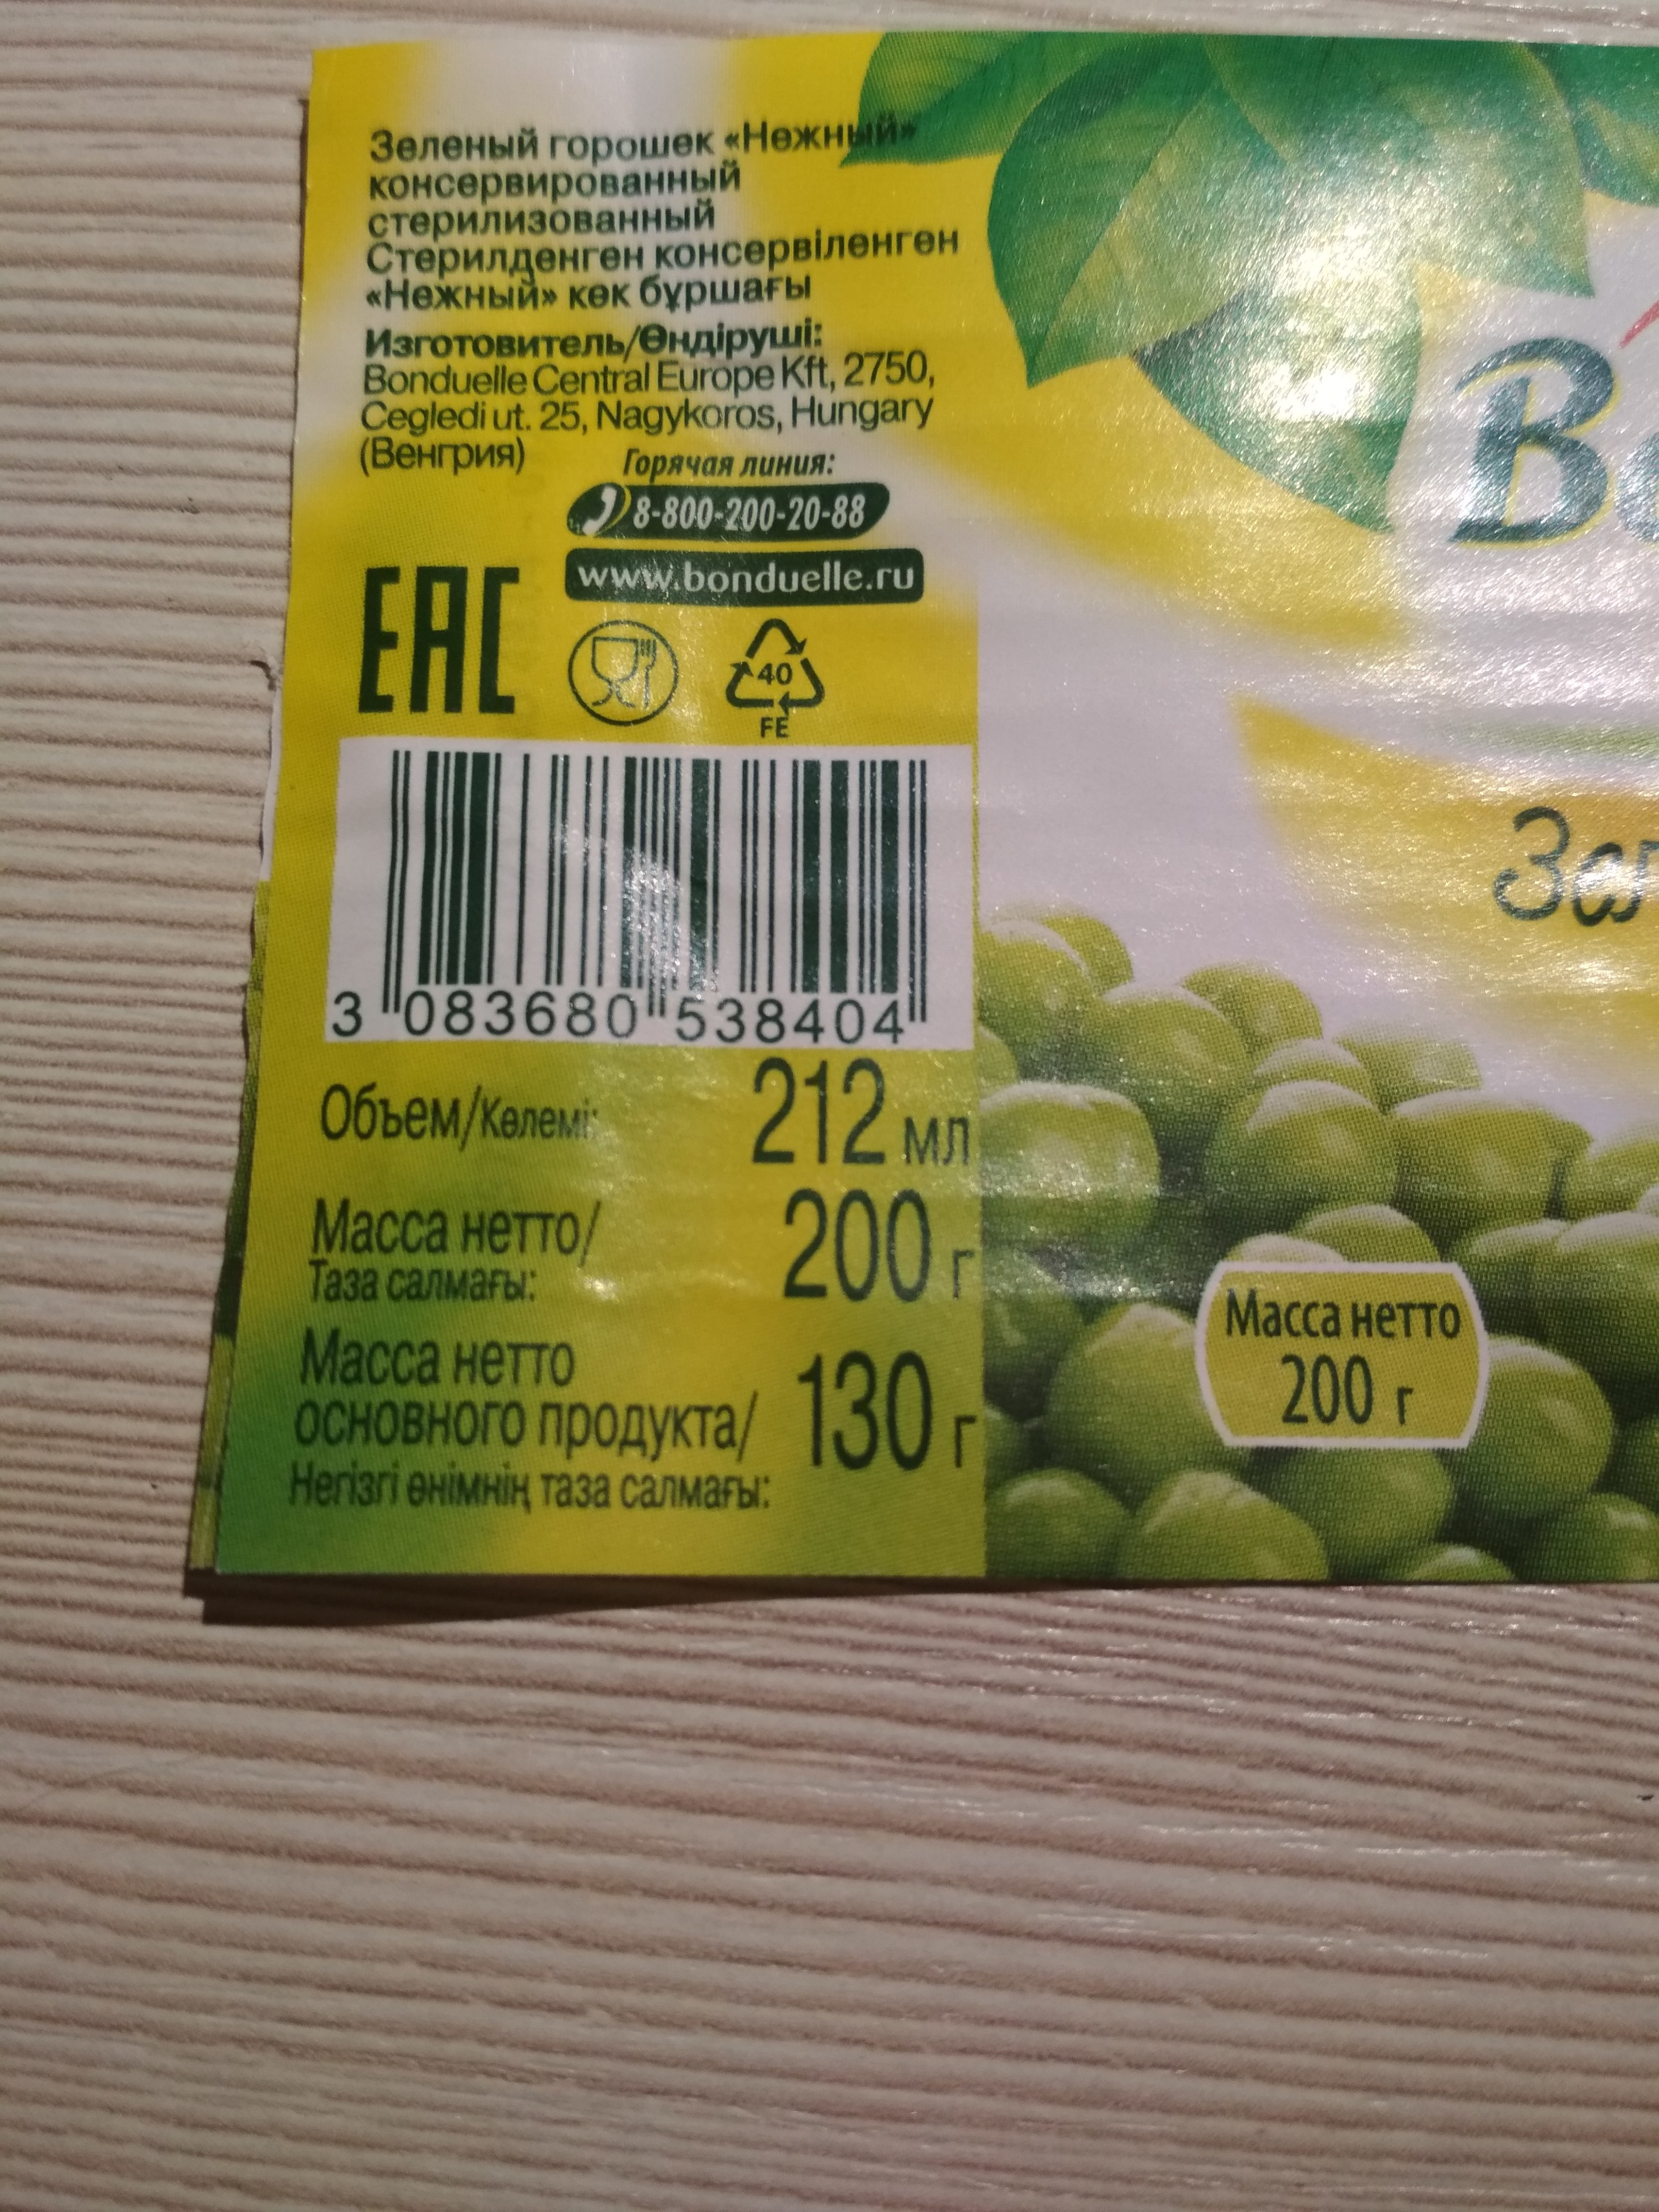 Зеленый горошек «Нежный»
консервированный
стерилизованный
Стерилденген консервіленген
«Нежный» көк бұршағы
Изготовитель/Өндіруші:
Bonduelle Central Europe Kft, 2750,
Cegledi ut. 25, Nagykoros, Hungary
(Венгрия)
Горячая линия:
8-800-200-20-88
www.bonduelle.ru
EAC
40
FE
3 083680 538404
Объем/Көлемі: 212 мл
Масса нетто/ 200 г
Таза салмағы:
Масса нетто
основного продукта/ 130 г
Негізгі өнімнің таза салмағы:
Масса нетто
200 г